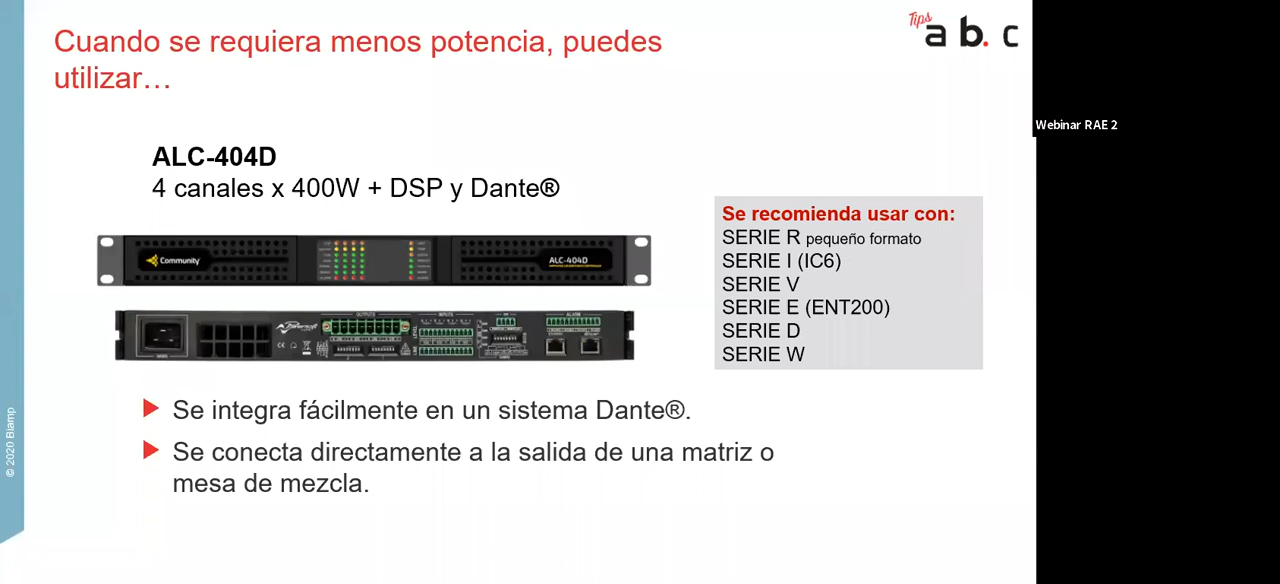 Cuando se requiera menos potencia, puedes
utilizar…
Tips
a b. c
Webinar RAE 2
ALC-404D
4 canales x 400W + DSP y Dante®
Se recomienda usar con:
SERIE R pequeño formato
SERIE I (IC6)
SERIE V
SERIE E (ENT200)
SERIE D
SERIE W
Community
ALC-404D
Powersoft
OUTPUTS
INPUTS
ALARM
Se integra fácilmente en un sistema Dante®.
Se conecta directamente a la salida de una matriz o
mesa de mezcla.
© 2020 Biamp